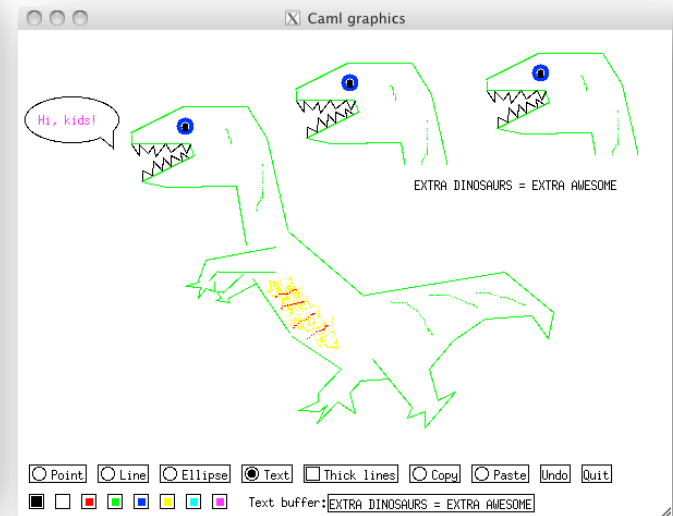 Caml graphics
Hi, kids!
EXTRA DINOSAURS = EXTRA AWESOME
Point Line Ellipse Text Thick lines Copy Paste Undo Quit
Text buffer: EXTRA DINOSAURS = EXTRA AWESOME